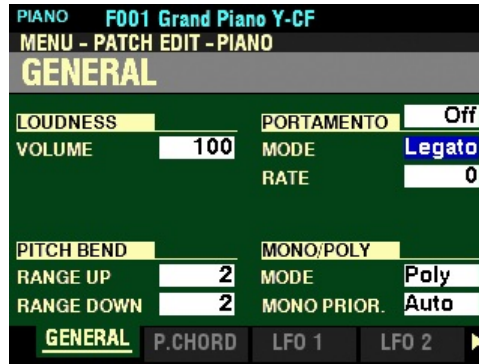 PIANO F001 Grand Piano Y-CF
MENU - PATCH EDIT - PIANO
GENERAL
LOUDNESS
VOLUME 100
PORTAMENTO Off
MODE Legato
RATE 0
PITCH BEND
RANGE UP 2
RANGE DOWN 2
MONO/POLY
MODE Poly
MONO PRIOR. Auto
GENERAL P.CHORD LFO 1 LFO 2